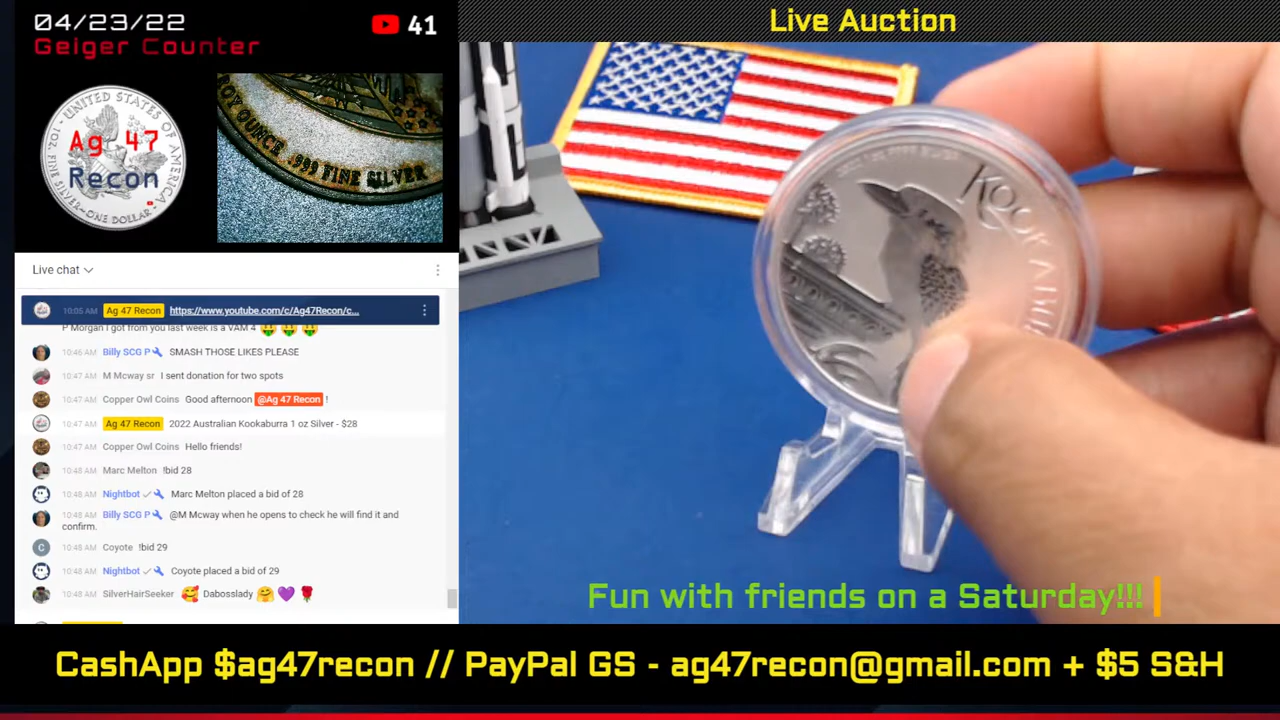 04/23/22
41
Geiger Counter
Live Auction
UNITED STATES OF AMERICA
Ag 47
Recon
1 OZ. FINE SILVER~ONE DOLLAR
OY OUNCE .999 FINE SILVER
KOOKABU
Live chat
10:05 AM Ag 47 Recon https://www.youtube.com/c/Ag47Recon/c...
P Morgan I got from you last week is a VAM 4
10:46 AM Billy SCG P SMASH THOSE LIKES PLEASE
10:47 AM M Mcway sr I sent donation for two spots
10:47 AM Copper Owl Coins Good afternoon @Ag 47 Recon !
10:47 AM Ag 47 Recon 2022 Australian Kookaburra 1 oz Silver - $28
10:47 AM Copper Owl Coins Hello friends!
10:48 AM Marc Melton !bid 28
10:48 AM Nightbot Marc Melton placed a bid of 28
10:48 AM Billy SCG P @M Mcway when he opens to check he will find it and
confirm.
C 10:48 AM Coyote !bid 29
10:48 AM Nightbot Coyote placed a bid of 29
10:48 AM SilverHairSeeker Dabosslady
Fun with friends on a Saturday!!!
CashApp $ag47recon // PayPal GS - ag47recon@gmail.com + $5 S&H